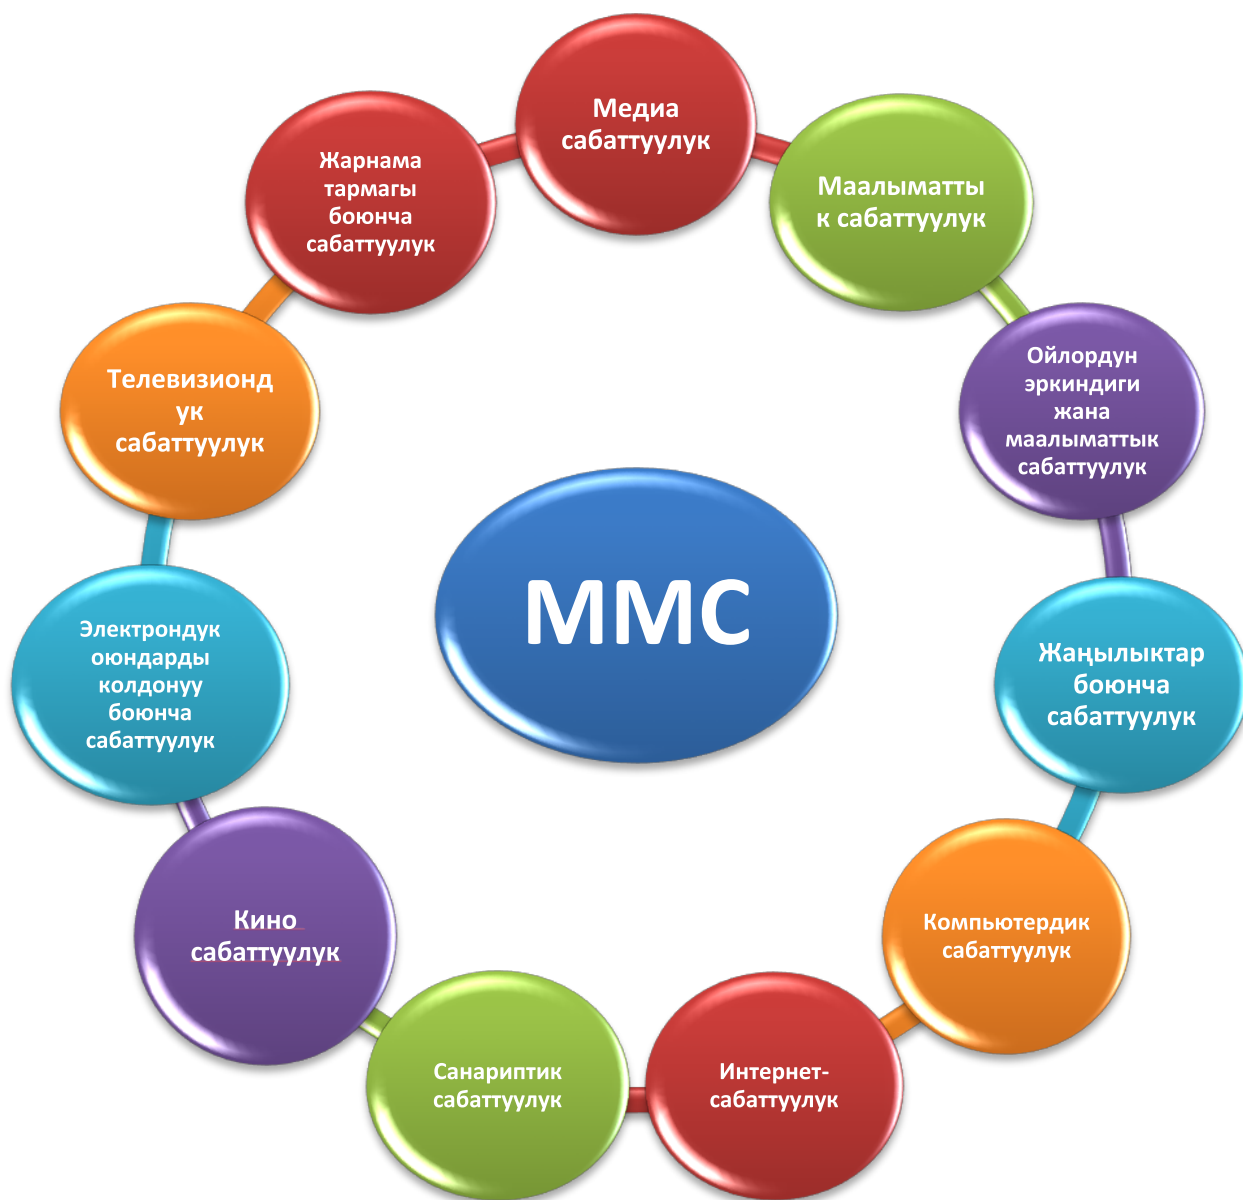 Медиа
сабаттуулук
Маалыматты
к сабаттуулук
Ойлордун
эркиндиги
жана
маалыматтык
сабаттуулук
Жаңылыктар
боюнча
сабаттуулук
Компьютердик
сабаттуулук
Интернет-
сабаттуулук
Санариптик
сабаттуулук
Кино
сабаттуулук
Электрондук
оюндарды
колдонуу
боюнча
сабаттуулук
Телевизионд
ук
сабаттуулук
Жарнама
тармагы
боюнча
сабаттуулук
ММС